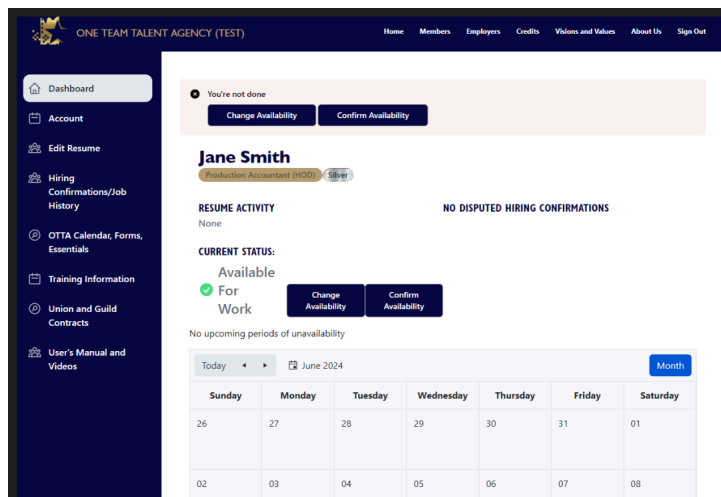 ONE TEAM TALENT AGENCY (TEST)
Home Members Employers Credits Visions and Values About Us Sign Out
Dashboard
Account
Edit Resume
Hiring
Confirmations/Job
History
OTTA Calendar, Forms,
Essentials
Training Information
Union and Guild
Contracts
User's Manual and
Videos
You're not done
Change Availability Confirm Availability
Jane Smith
Production Accountant (HOD) Silver
RESUME ACTIVITY
None
NO DISPUTED HIRING CONFIRMATIONS
CURRENT STATUS:
Available
For
Work
Change
Availability
Confirm
Availability
No upcoming periods of unavailability
Today June 2024 Month
Sunday Monday Tuesday Wednesday Thursday Friday Saturday
26 27 28 29 30 31 01
02 03 04 05 06 07 08